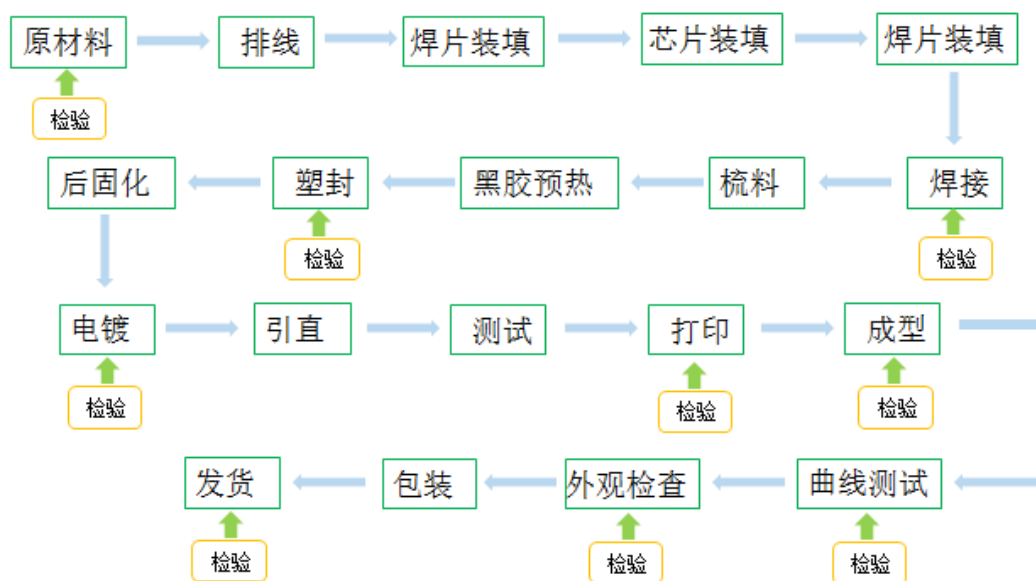 原材料
排线
焊片装填
芯片装填
焊片装填
检验
后固化
塑封
黑胶预热
梳料
焊接
检验
检验
电镀
引直
测试
打印
成型
检验
检验
检验
发货
包装
外观检查
曲线测试
检验
检验
检验